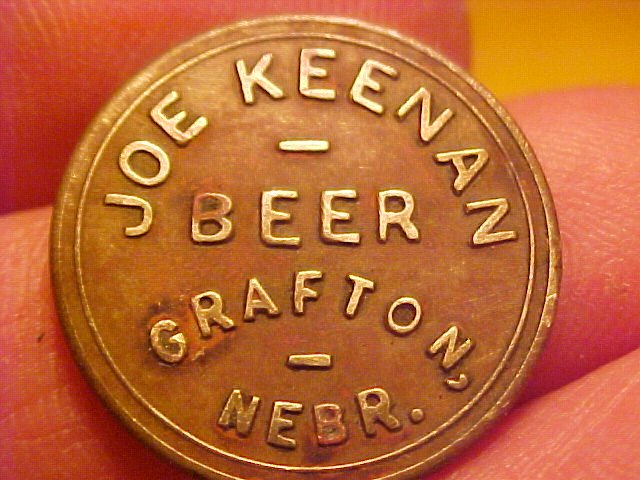 JOE KEENAN
—
BEER
GRAFTON,
—
NEBR.